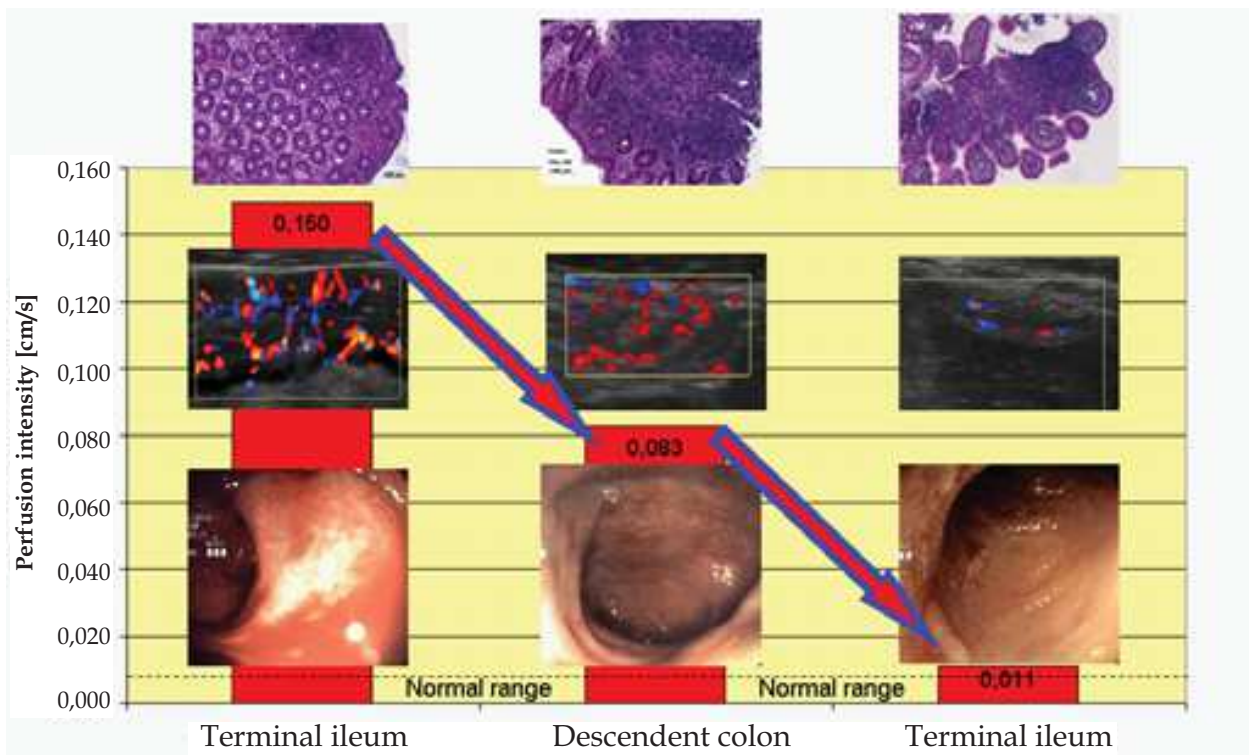 0,160
0,140
0,120
0,100
0,080
0,060
0,040
0,020
0,000
Perfusion intensity [cm/s]
0,150
0,083
0,011
Normal range
Normal range
Terminal ileum
Descendent colon
Terminal ileum